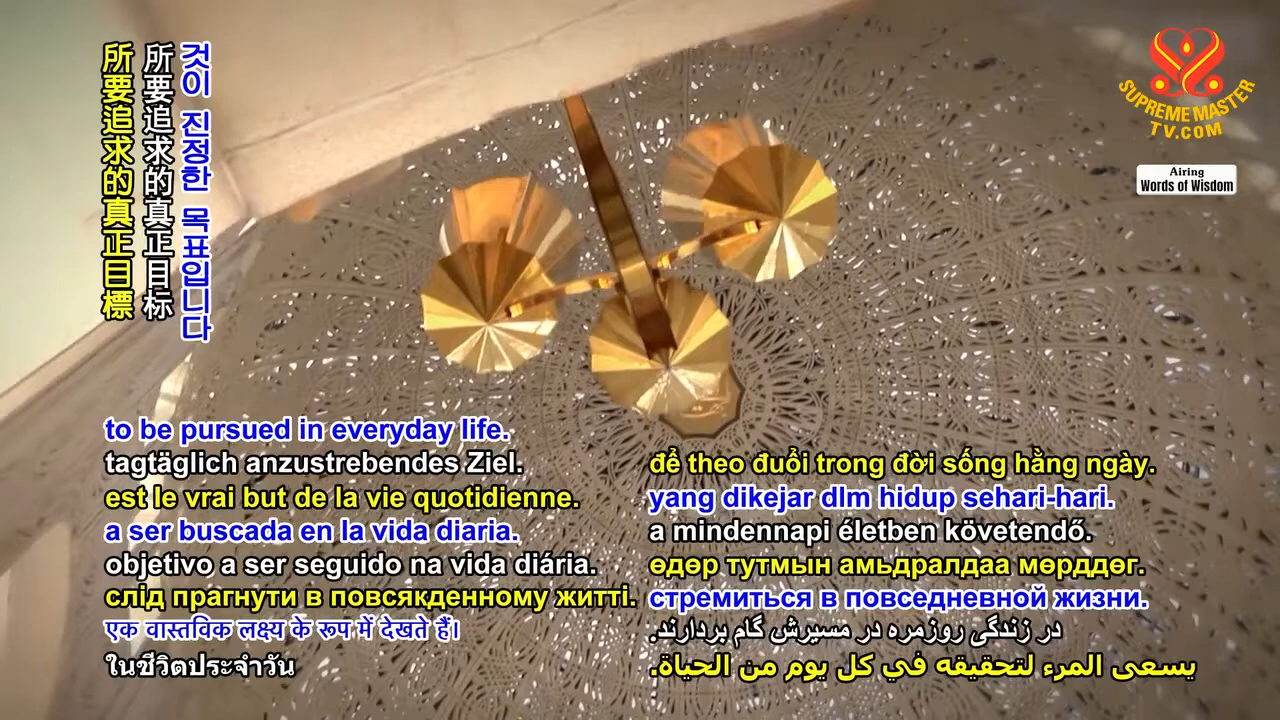 所要追求的真正目標
所要追求的真正目标
것이 진정한 목표입니다
SUPREME MASTER
TV.COM
Airing
Words of Wisdom
to be pursued in everyday life.
tagtäglich anzustrebendes Ziel.
est le vrai but de la vie quotidienne.
a ser buscada en la vida diaria.
objetivo a ser seguido na vida diária.
слід прагнути в повсякденному житті.
एक वास्तविक लक्ष्य के रूप में देखते हैं।
ในชีวิตประจำวัน
để theo đuổi trong đời sống hằng ngày.
yang dikejar dlm hidup sehari-hari.
a mindennapi életben követendő.
өдөр тутмын амьдралдаа мөрддөг.
стремиться в повседневной жизни.
در زندگی روزمره در مسیرش گام بردارند.
يسعى المرء لتحقيقه في كل يوم من الحياة.